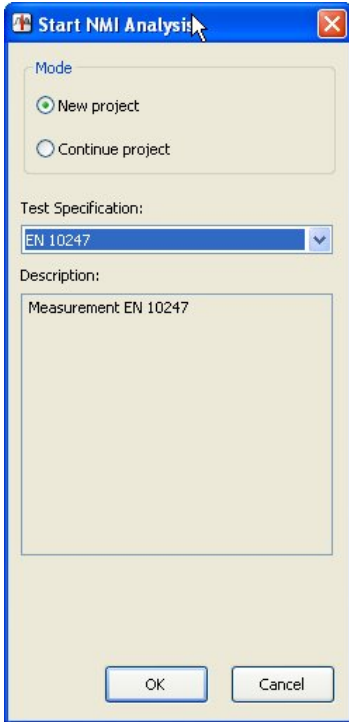 Start NMI Analysis
Mode
New project
Continue project
Test Specification:
EN 10247
Description:
Measurement EN 10247
OK
Cancel